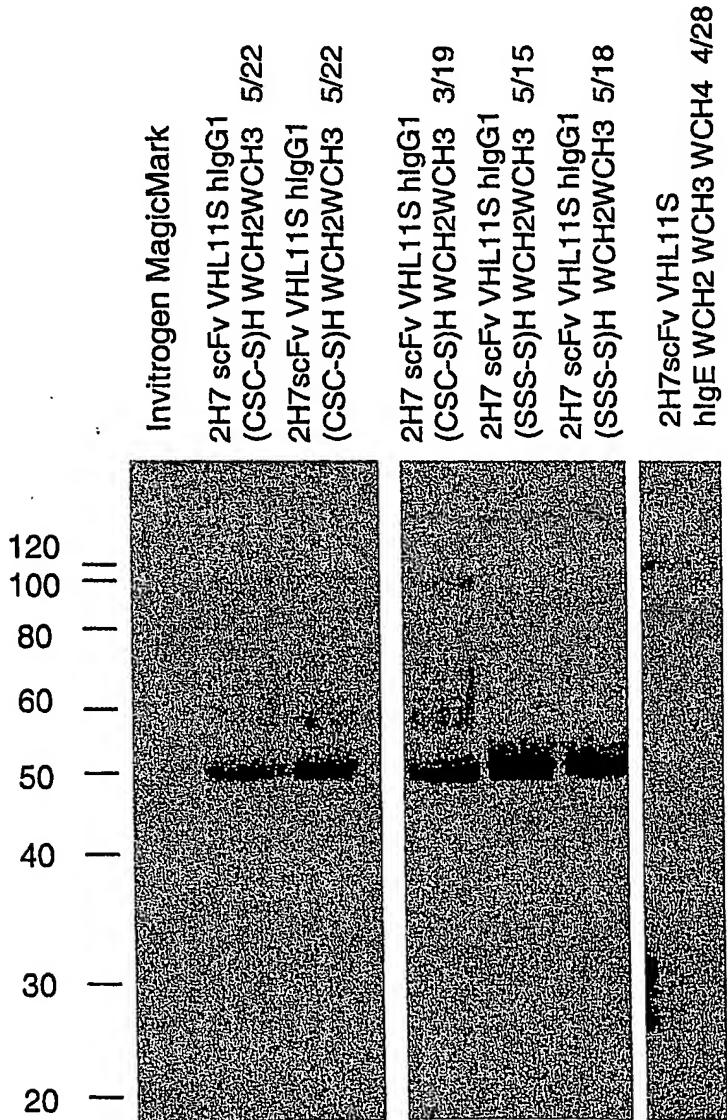 Invitrogen MagicMark
2H7 scFv VHL11S hIgG1
(CSC-S)H WCH2WCH3 5/22
2H7scFv VHL11S hIgG1
(CSC-S)H WCH2WCH3 5/22
2H7 scFv VHL11S hIgG1
(CSC-S)H WCH2WCH3 3/19
2H7 scFv VHL11S hIgG1
(SSS-S)H WCH2WCH3 5/15
2H7 scFv VHL11S hIgG1
(SSS-S)H WCH2WCH3 5/18
2H7scFv VHL11S
hIgE WCH2 WCH3 WCH4 4/28
120
100
80
60
50
40
30
20